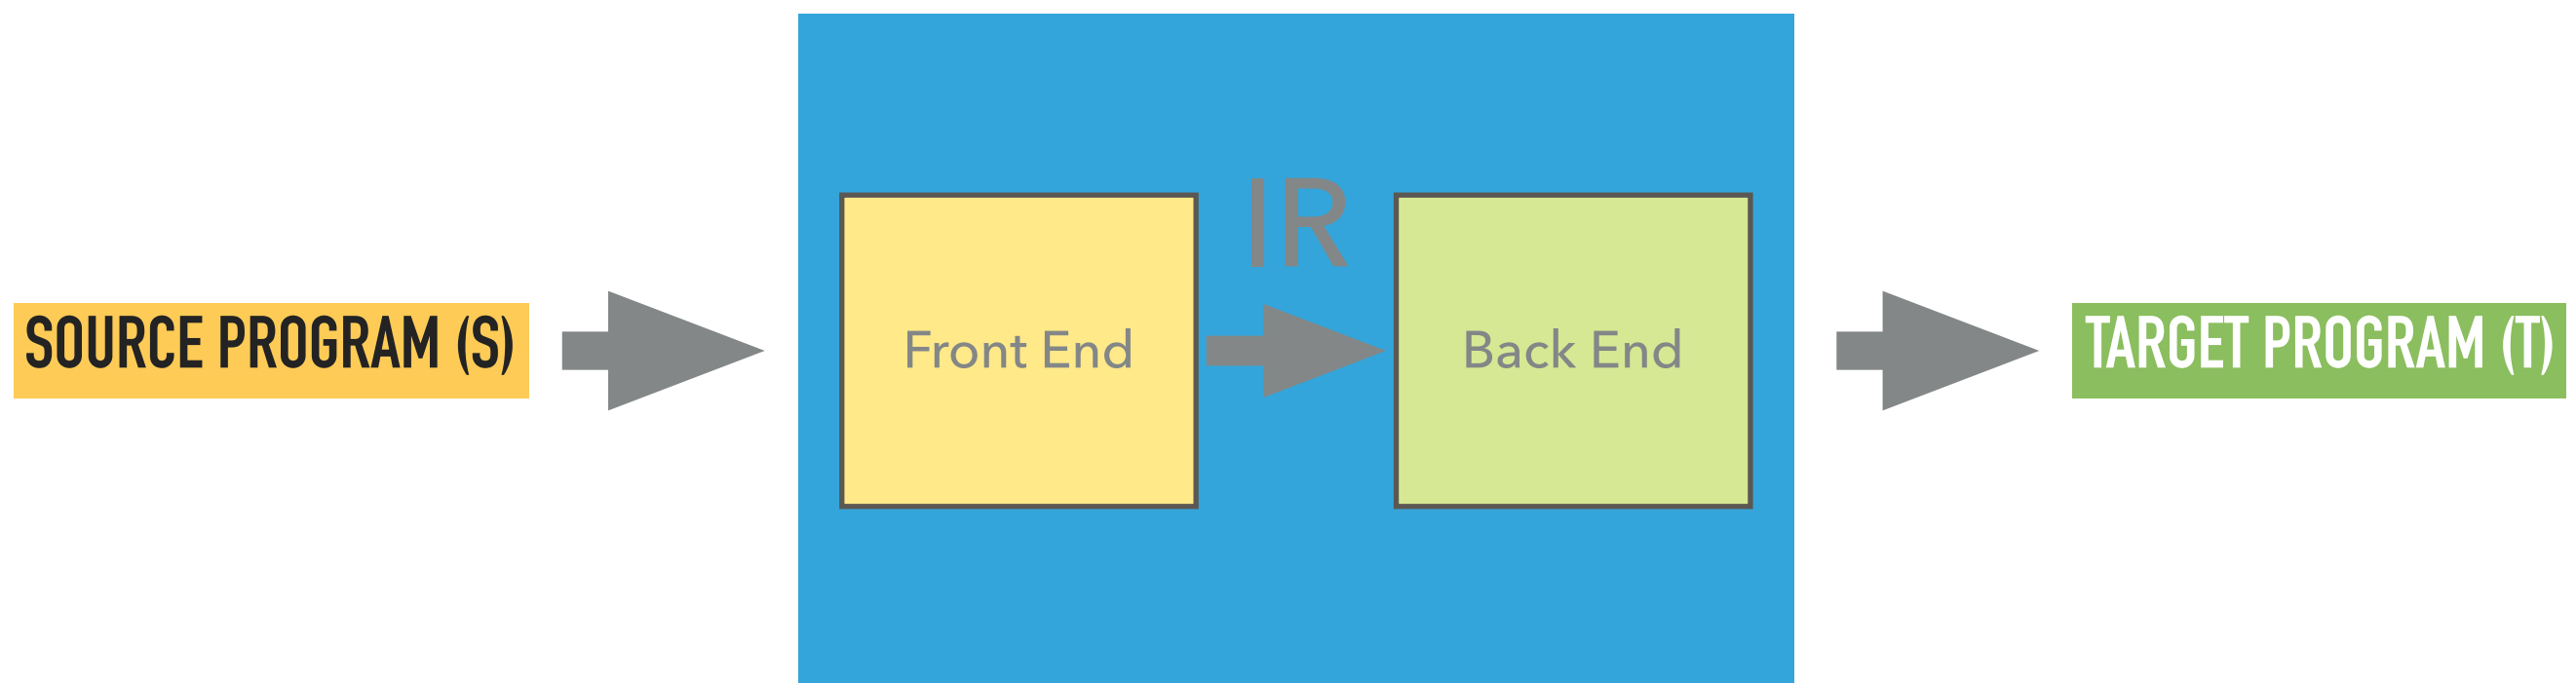 SOURCE PROGRAM (S)
IR
Front End
Back End
TARGET PROGRAM (T)